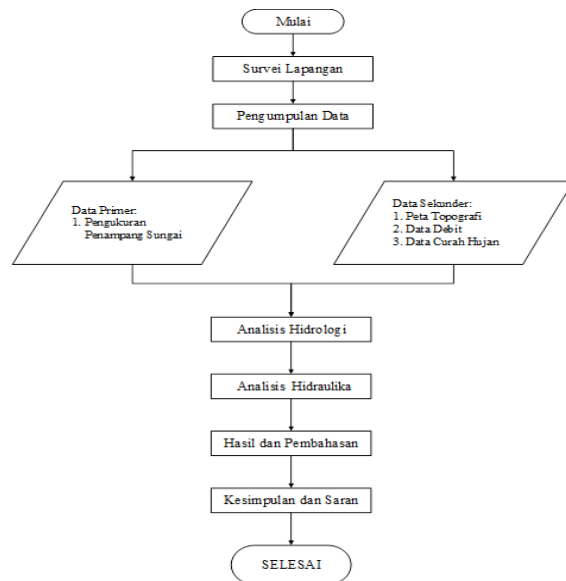 Mulai
Survei Lapangan
Pengumpulan Data
Data Primer:
1. Pengukuran
Penampang Sungai
Data Sekunder:
1. Peta Topografi
2. Data Debit
3. Data Curah Hujan
Analisis Hidrologi
Analisis Hidraulika
Hasil dan Pembahasan
Kesimpulan dan Saran
SELESAI